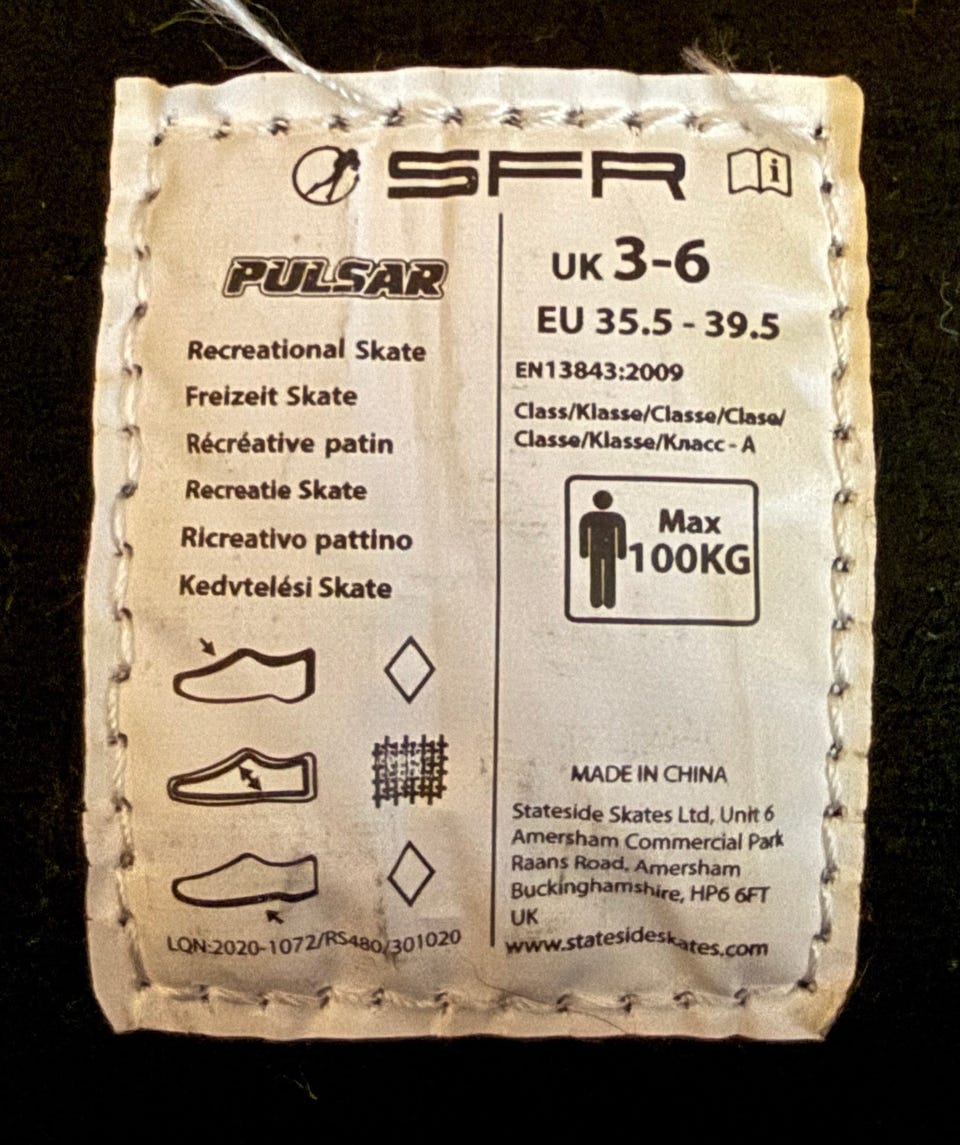 SFR
i
PULSAR
Recreational Skate
Freizeit Skate
Récréative patin
Recreatie Skate
Ricreativo pattino
Kedvtelési Skate
LQN:2020-1072/RS480/301020
UK 3-6
EU 35.5 - 39.5
EN13843:2009
Class/Klasse/Classe/Clase/
Classe/Klasse/Класс - A
Max
100KG
MADE IN CHINA
Stateside Skates Ltd, Unit 6
Amersham Commercial Park
Raans Road, Amersham
Buckinghamshire, HP6 6FT
UK
www.statesideskates.com